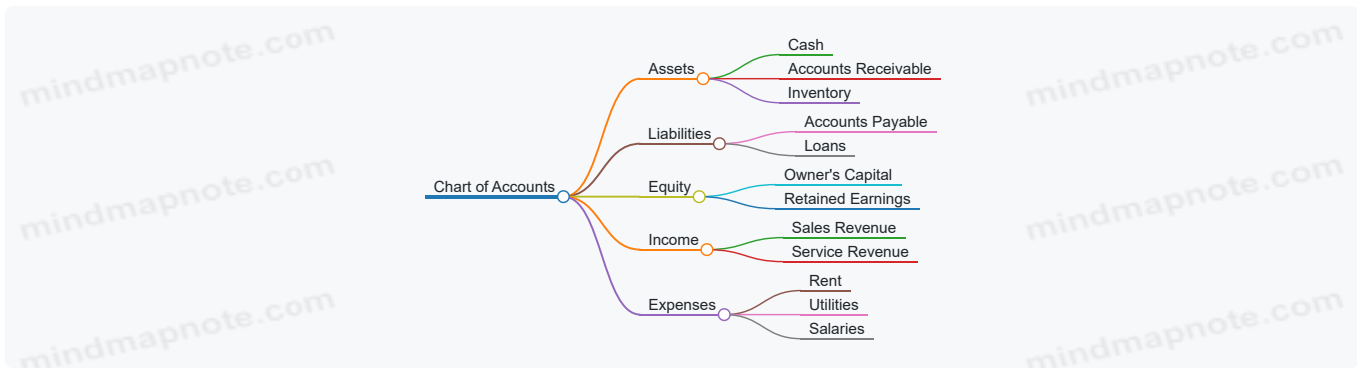 mindmapnote.com
mindmapnote.com
Chart of Accounts
Assets
Cash
Accounts Receivable
Inventory
Liabilities
Accounts Payable
Loans
mindmapnote.com
mindmapnote.com
Equity
Owner's Capital
Retained Earnings
Income
Sales Revenue
Service Revenue
Expenses
Rent
Utilities
Salaries
mindmapnote.com
mindmapnote.com